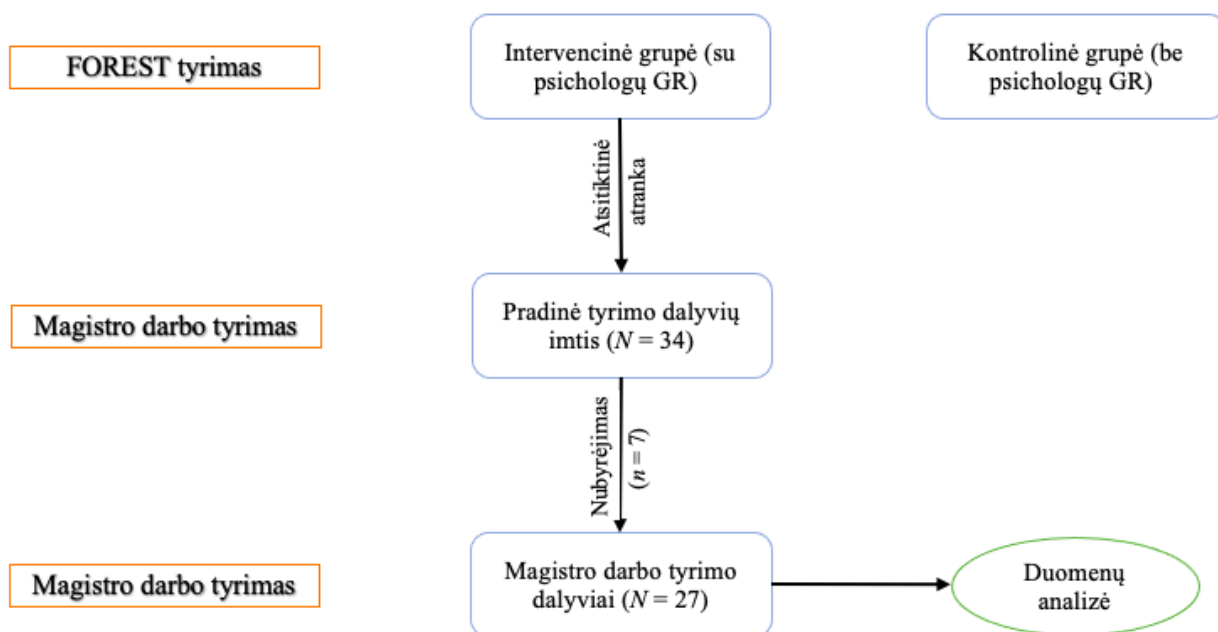 FOREST tyrimas
Intervencinė grupė (su
psichologų GR)
Kontrolinė grupė (be
psichologų GR)
Atsitiktinė
atranka
Magistro darbo tyrimas
Pradinė tyrimo dalyvių
imtis (N = 34)
Nubyrėjimas
(n = 7)
Magistro darbo tyrimas
Magistro darbo tyrimo
dalyviai (N = 27)
Duomenų
analizė